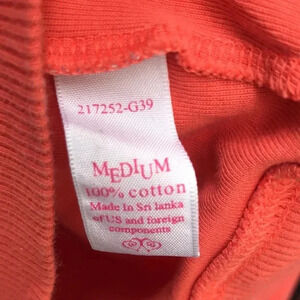 217252-G39
MEDIUM
100% cotton
Made In Sri lanka
of US and foreign
components